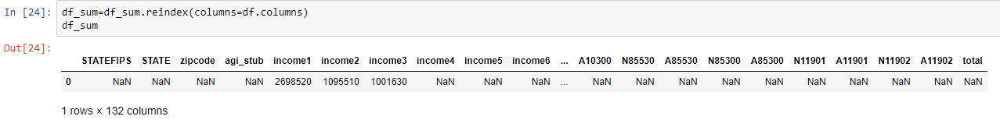 In [24]: df_sum=df_sum.reindex(columns=df.columns)
df_sum
Out[24]:
STATEFIPS STATE zipcode agi_stub income1 income2 income3 income4 income5 income6 ... A10300 N85530 A85530 N85300 A85300 N11901 A11901 N11902 A11902 total
0 NaN NaN NaN NaN 2698520 1095510 1001630 NaN NaN NaN ... NaN NaN NaN NaN NaN NaN NaN NaN NaN NaN
1 rows × 132 columns